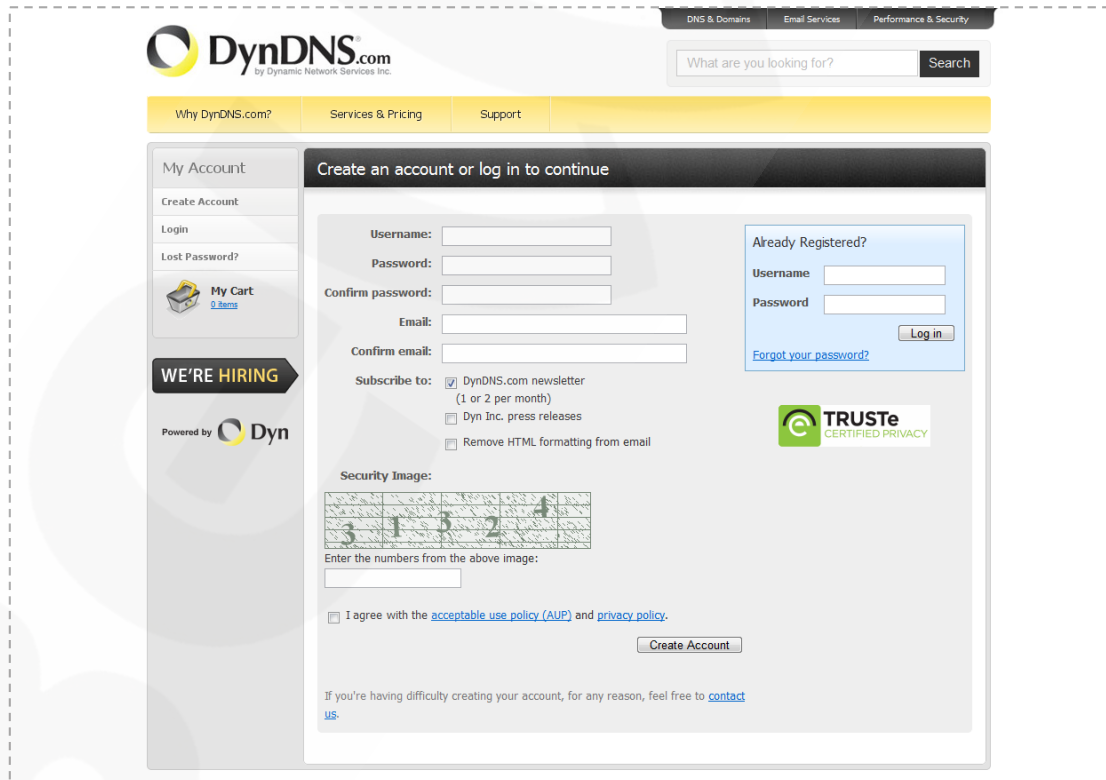 DNS & Domains
Email Services
Performance & Security
DynDNS.com
by Dynamic Network Services Inc.
What are you looking for?
Search
Why DynDNS.com?
Services & Pricing
Support
My Account
Create Account
Login
Lost Password?
My Cart
0 items
WE'RE HIRING
Powered by Dyn
Create an account or log in to continue
Username:
Password:
Confirm password:
Email:
Confirm email:
Subscribe to:
DynDNS.com newsletter
(1 or 2 per month)
Dyn Inc. press releases
Remove HTML formatting from email
Security Image:
3 1 3 2 4
Enter the numbers from the above image:
I agree with the acceptable use policy (AUP) and privacy policy.
Create Account
If you're having difficulty creating your account, for any reason, feel free to contact
us.
Already Registered?
Username
Password
Log in
Forgot your password?
TRUSTe
CERTIFIED PRIVACY